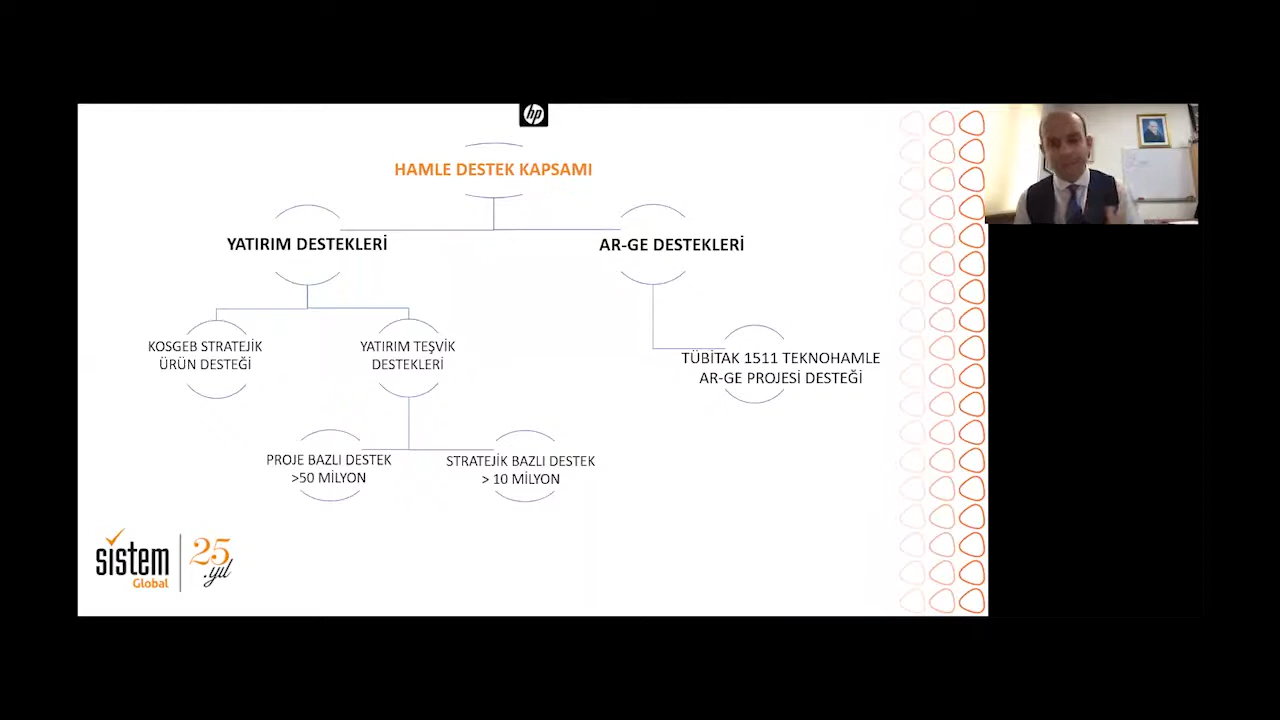 hp
HAMLE DESTEK KAPSAMI
YATIRIM DESTEKLERİ
AR-GE DESTEKLERİ
KOSGEB STRATEJİK
ÜRÜN DESTEĞİ
YATIRIM TEŞVİK
DESTEKLERİ
TÜBİTAK 1511 TEKNOHAMLE
AR-GE PROJESİ DESTEĞİ
PROJE BAZLI DESTEK
>50 MİLYON
STRATEJİK BAZLI DESTEK
> 10 MİLYON
sistem
Global
25
.yıl